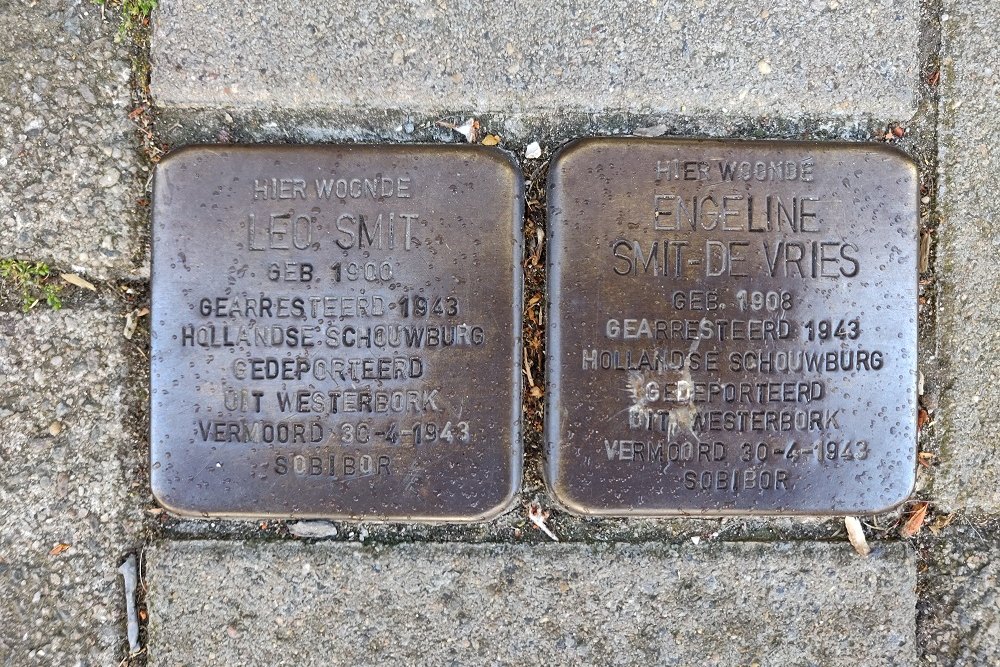 HIER WOONDE
LEO SMIT
GEB. 1900
GEARRESTEERD 1943
HOLLANDSE SCHOUWBURG
GEDEPORTEERD
UIT WESTERBORK
VERMOORD 30-4-1943
SOBIBOR
HIER WOONDE
ENGELINE
SMIT-DE VRIES
GEB. 1908
GEARRESTEERD 1943
HOLLANDSE SCHOUWBURG
GEDEPORTEERD
UIT WESTERBORK
VERMOORD 30-4-1943
SOBIBOR